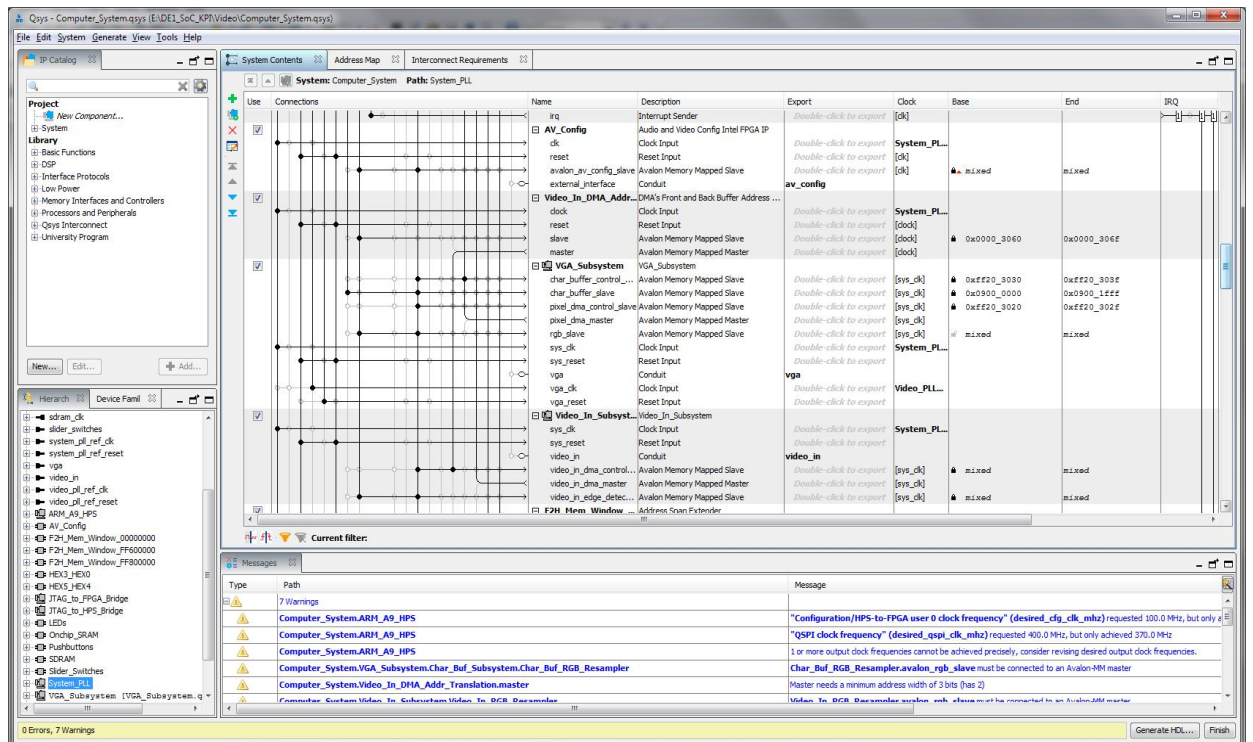 Qsys - Computer_System.qsys (E:\DE1_SoC_KPI\Video\Computer_System.qsys)
File Edit System Generate View Tools Help
IP Catalog
Project
New Component...
System
Library
Basic Functions
DSP
Interface Protocols
Low Power
Memory Interfaces and Controllers
Processors and Peripherals
Qsys Interconnect
University Program
New... Edit... Add...
Hierarch Device Famil
sdram_clk
slider_switches
system_pll_ref_clk
system_pll_ref_reset
vga
video_in
video_pll_ref_clk
video_pll_ref_reset
ARM_A9_HPS
AV_Config
F2H_Mem_Window_00000000
F2H_Mem_Window_FF600000
F2H_Mem_Window_FF800000
HEX3_HEX0
HEX5_HEX4
JTAG_to_FPGA_Bridge
JTAG_to_HPS_Bridge
LEDs
Onchip_SRAM
Pushbuttons
SDRAM
Slider_Switches
System_PLL
VGA_Subsystem [VGA_Subsystem.q
System Contents Address Map Interconnect Requirements
System: Computer_System Path: System_PLL
Use Connections Name Description Export Clock Base End IRQ
irq Interrupt Sender Double-click to export [clk]
AV_Config Audio and Video Config Intel FPGA IP
clk Clock Input Double-click to export System_PL...
reset Reset Input Double-click to export [clk]
avalon_av_config_slave Avalon Memory Mapped Slave Double-click to export [clk] mixed mixed
external_interface Conduit av_config
Video_In_DMA_Addr... DMA's Front and Back Buffer Address ...
clock Clock Input Double-click to export System_PL...
reset Reset Input Double-click to export [clock]
slave Avalon Memory Mapped Slave Double-click to export [clock] 0x0000_3060 0x0000_306f
master Avalon Memory Mapped Master Double-click to export [clock]
VGA_Subsystem VGA_Subsystem
char_buffer_control_... Avalon Memory Mapped Slave Double-click to export [sys_clk] 0xff20_3030 0xff20_303f
char_buffer_slave Avalon Memory Mapped Slave Double-click to export [sys_clk] 0x0900_0000 0x0900_1fff
pixel_dma_control_slave Avalon Memory Mapped Slave Double-click to export [sys_clk] 0xff20_3020 0xff20_302f
pixel_dma_master Avalon Memory Mapped Master Double-click to export [sys_clk]
rgb_slave Avalon Memory Mapped Slave Double-click to export [sys_clk] mixed mixed
sys_clk Clock Input Double-click to export System_PL...
sys_reset Reset Input Double-click to export
vga Conduit vga
vga_clk Clock Input Double-click to export Video_PLL...
vga_reset Reset Input Double-click to export
Video_In_Subsyst... Video_In_Subsystem
sys_clk Clock Input Double-click to export System_PL...
sys_reset Reset Input Double-click to export
video_in Conduit video_in
video_in_dma_control... Avalon Memory Mapped Slave Double-click to export [sys_clk] mixed mixed
video_in_dma_master Avalon Memory Mapped Master Double-click to export [sys_clk]
video_in_edge_detec... Avalon Memory Mapped Slave Double-click to export [sys_clk] mixed mixed
F2H_Mem_Window_... Address Span Extender
Current filter:
Messages
Type Path Message
7 Warnings
Computer_System.ARM_A9_HPS "Configuration/HPS-to-FPGA user 0 clock frequency" (desired_cfg_clk_mhz) requested 100.0 MHz, but only a
Computer_System.ARM_A9_HPS "QSPI clock frequency" (desired_qspi_clk_mhz) requested 400.0 MHz, but only achieved 370.0 MHz
Computer_System.ARM_A9_HPS 1 or more output clock frequencies cannot be achieved precisely, consider revising desired output clock frequencies.
Computer_System.VGA_Subsystem.Char_Buf_Subsystem.Char_Buf_RGB_Resampler Char_Buf_RGB_Resampler.avalon_rgb_slave must be connected to an Avalon-MM master
Computer_System.Video_In_DMA_Addr_Translation.master Master needs a minimum address width of 3 bits (has 2)
Computer_System.Video_In_Subsystem.Video_In_RGB_Resampler Video_In_RGB_Resampler.avalon_rgb_slave must be connected to an Avalon-MM master
0 Errors, 7 Warnings
Generate HDL... Finish